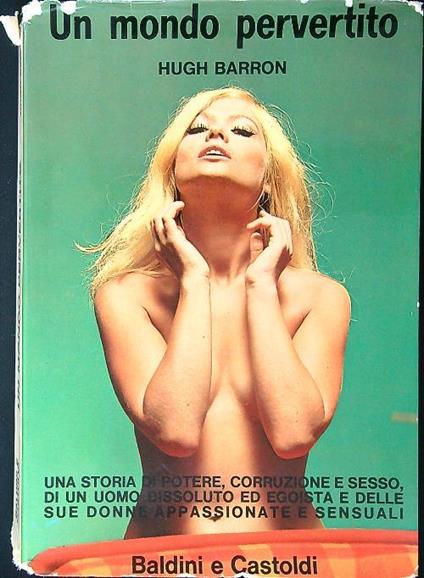 Un mondo pervertito
HUGH BARRON
UNA STORIA DI POTERE, CORRUZIONE E SESSO,
DI UN UOMO DISSOLUTO ED EGOISTA E DELLE
SUE DONNE APPASSIONATE E SENSUALI
Baldini e Castoldi